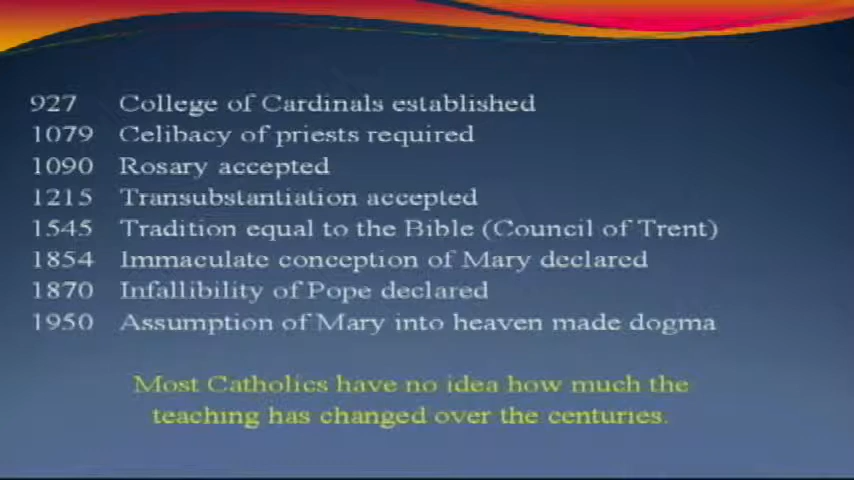 927 College of Cardinals established
1079 Celibacy of priests required
1090 Rosary accepted
1215 Transubstantiation accepted
1545 Tradition equal to the Bible (Council of Trent)
1854 Immaculate conception of Mary declared
1870 Infallibility of Pope declared
1950 Assumption of Mary into heaven made dogma
Most Catholics have no idea how much the
teaching has changed over the centuries.